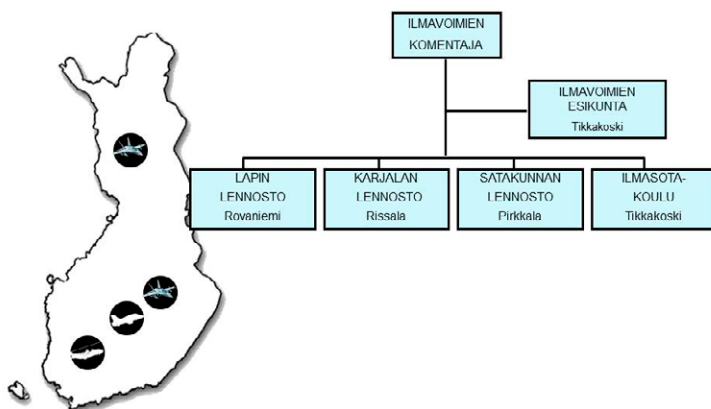 ILMAVOIMIEN
KOMENTAJA
ILMAVOIMIEN
ESIKUNTA
Tikkakoski
LAPIN
LENNOSTO
Rovaniemi
KARJALAN
LENNOSTO
Rissala
SATAKUNNAN
LENNOSTO
Pirkkala
ILMASOTA-
KOULU
Tikkakoski